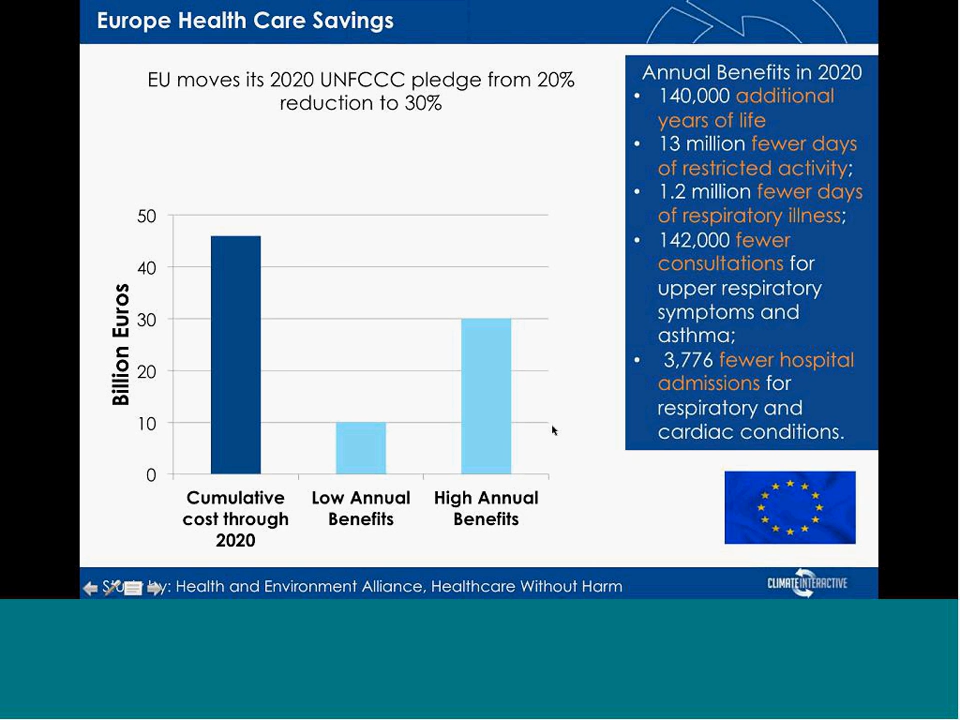 Europe Health Care Savings
EU moves its 2020 UNFCCC pledge from 20%
reduction to 30%
Billion Euros
50
40
30
20
10
0
Cumulative
cost through
2020
Low Annual
Benefits
High Annual
Benefits
Annual Benefits in 2020
• 140,000 additional
years of life
• 13 million fewer days
of restricted activity;
• 1.2 million fewer days
of respiratory illness;
• 142,000 fewer
consultations for
upper respiratory
symptoms and
asthma;
• 3,776 fewer hospital
admissions for
respiratory and
cardiac conditions.
Study by: Health and Environment Alliance, Healthcare Without Harm
CLIMATE INTERACTIVE